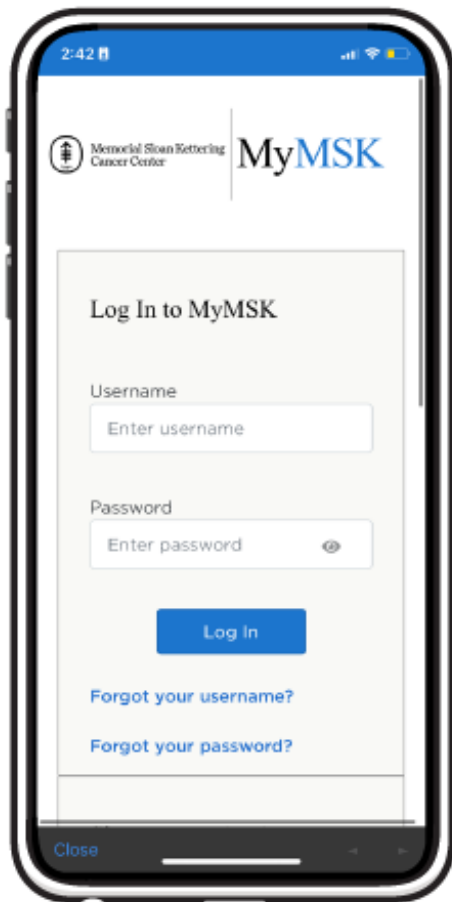 2:42
Memorial Sloan Kettering
Cancer Center
MyMSK
Log In to MyMSK
Username
Enter username
Password
Enter password
Log In
Forgot your username?
Forgot your password?
Close